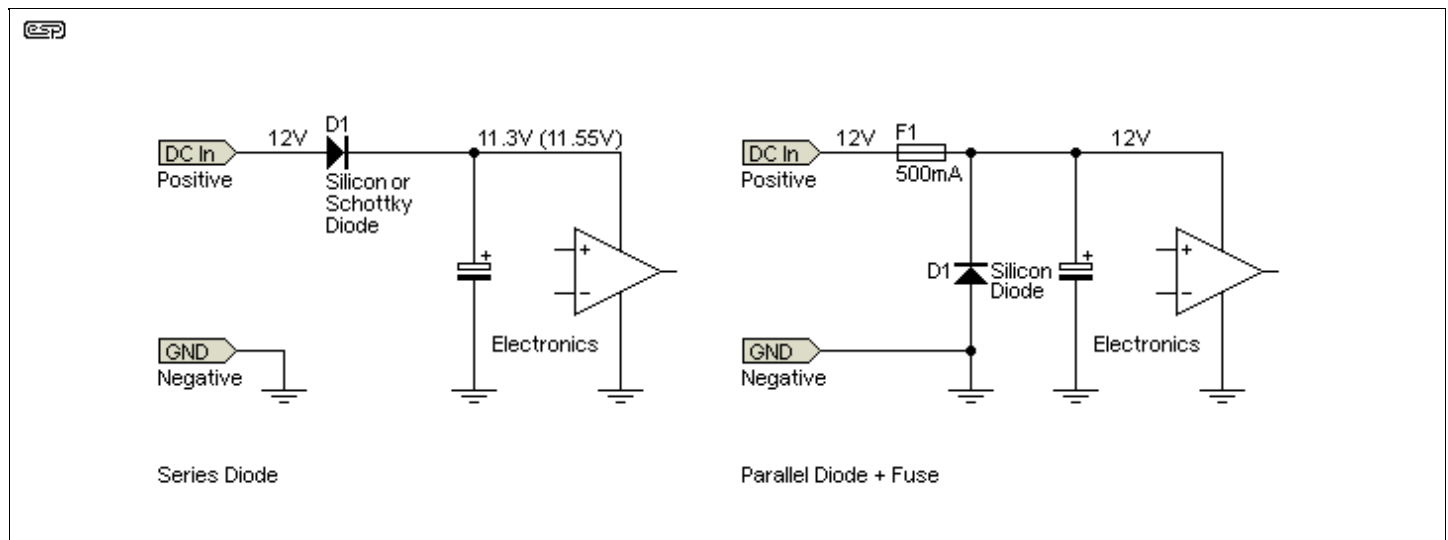 esp
DC In
Positive
12V
D1
Silicon or
Schottky
Diode
11.3V (11.55V)
+
+
−
Electronics
GND
Negative
Series Diode
DC In
Positive
12V
F1
500mA
12V
D1
Silicon
Diode
+
+
−
Electronics
GND
Negative
Parallel Diode + Fuse